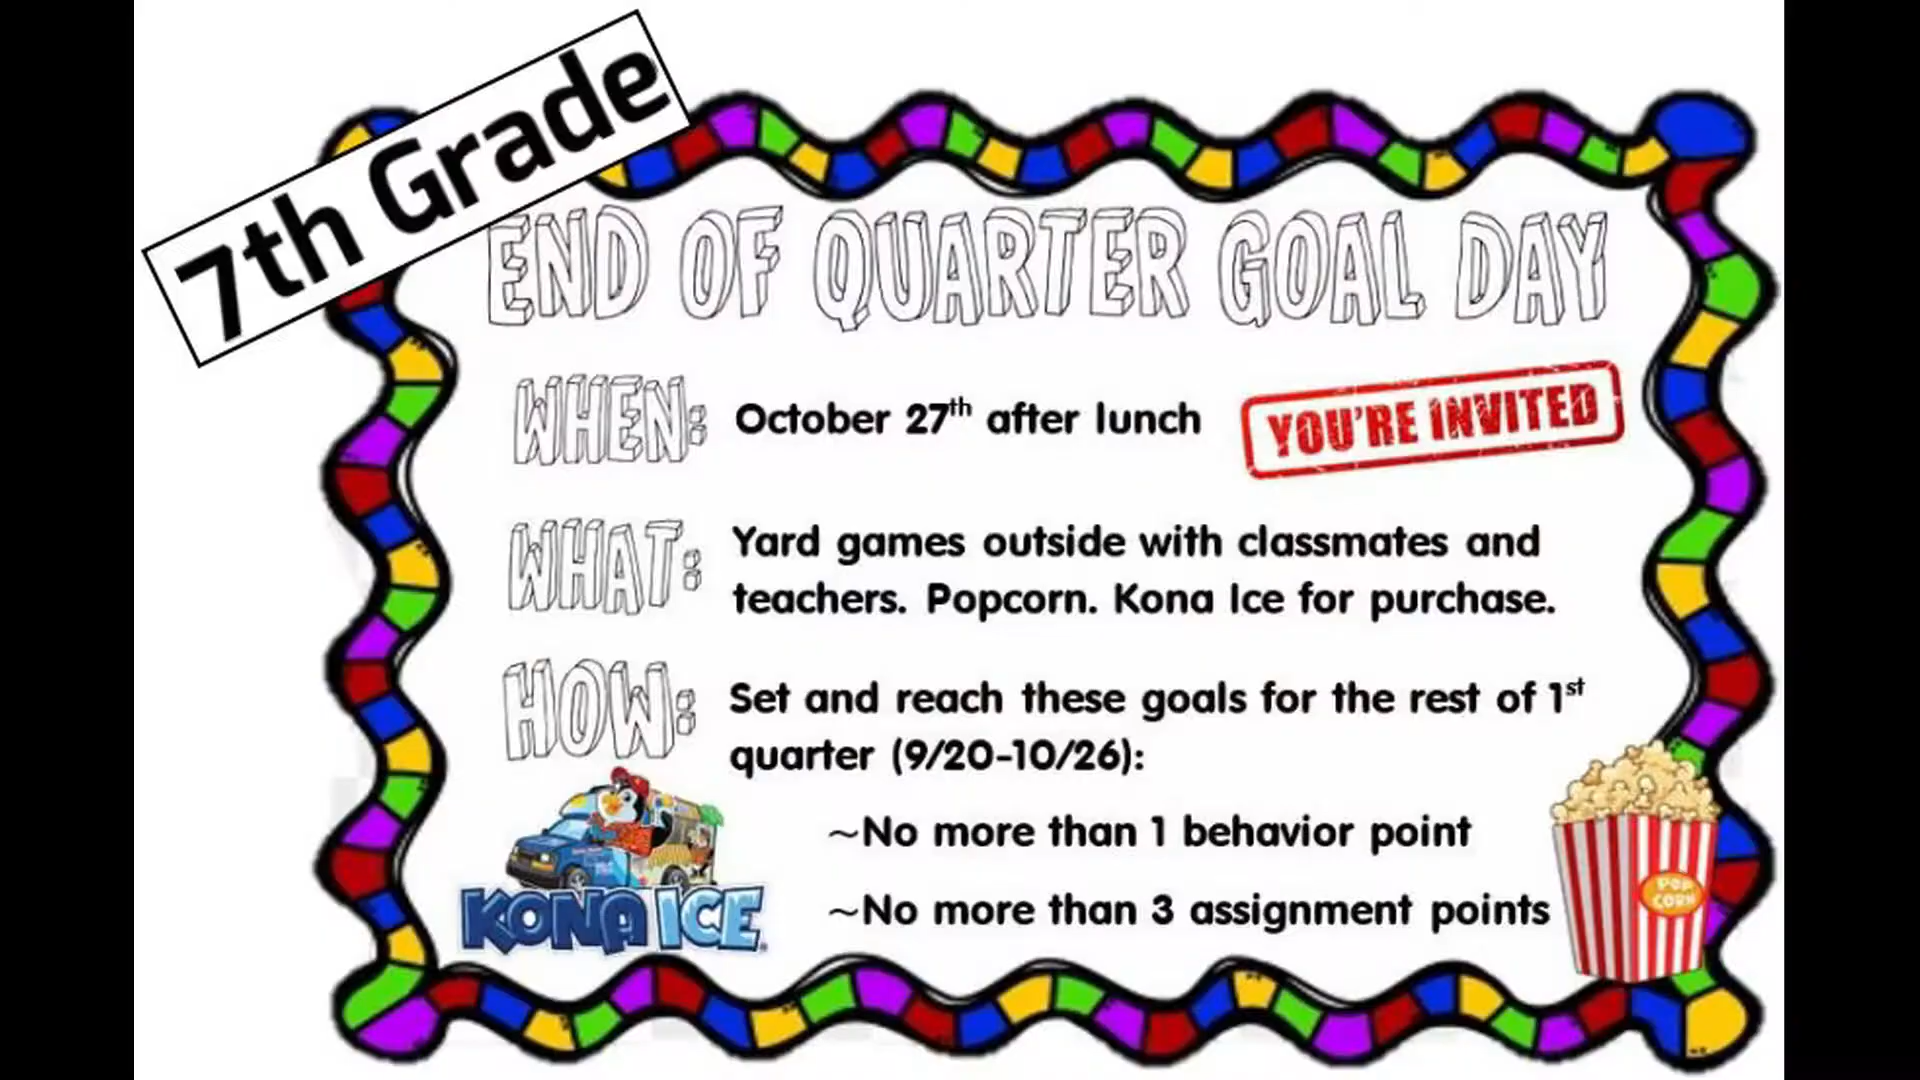 7th Grade
END OF QUARTER GOAL DAY
WHEN: October 27th after lunch
YOU'RE INVITED
WHAT: Yard games outside with classmates and
teachers. Popcorn. Kona Ice for purchase.
HOW: Set and reach these goals for the rest of 1st
quarter (9/20-10/26):
~No more than 1 behavior point
~No more than 3 assignment points
KONA ICE
POP
CORN